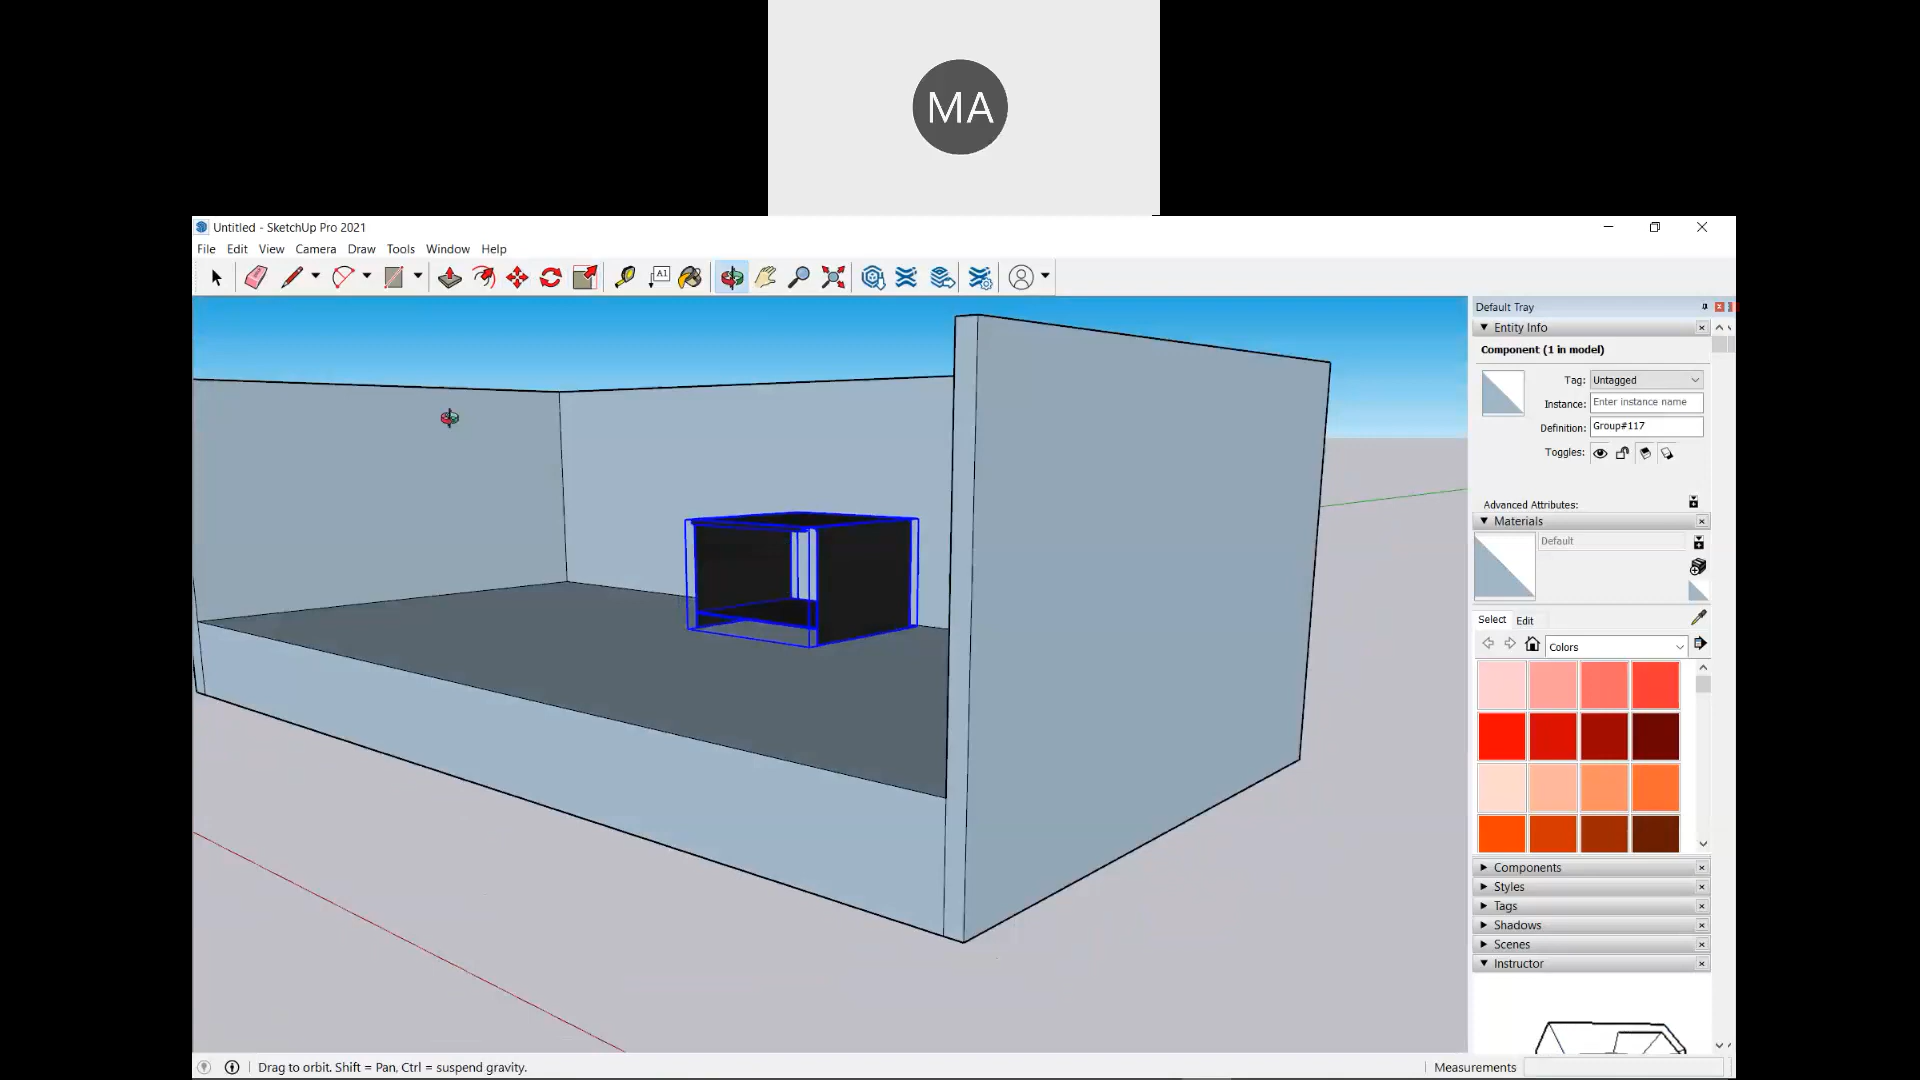 MA
Untitled - SketchUp Pro 2021
File Edit View Camera Draw Tools Window Help
A1
Default Tray
Entity Info
Component (1 in model)
Tag: Untagged
Instance: Enter instance name
Definition: Group#117
Toggles:
Advanced Attributes:
Materials
Default
Select Edit
Colors
Components
Styles
Tags
Shadows
Scenes
Instructor
Drag to orbit. Shift = Pan, Ctrl = suspend gravity.
Measurements